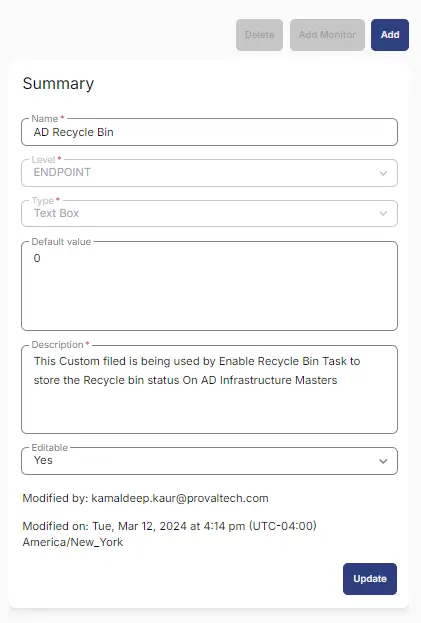 Delete
Add Monitor
Add
Summary
Name *
AD Recycle Bin
Level *
ENDPOINT
Type *
Text Box
Default value
0
Description *
This Custom filed is being used by Enable Recycle Bin Task to
store the Recycle bin status On AD Infrastructure Masters
Editable
Yes
Modified by: kamaldeep.kaur@provaltech.com
Modified on: Tue, Mar 12, 2024 at 4:14 pm (UTC-04:00)
America/New_York
Update